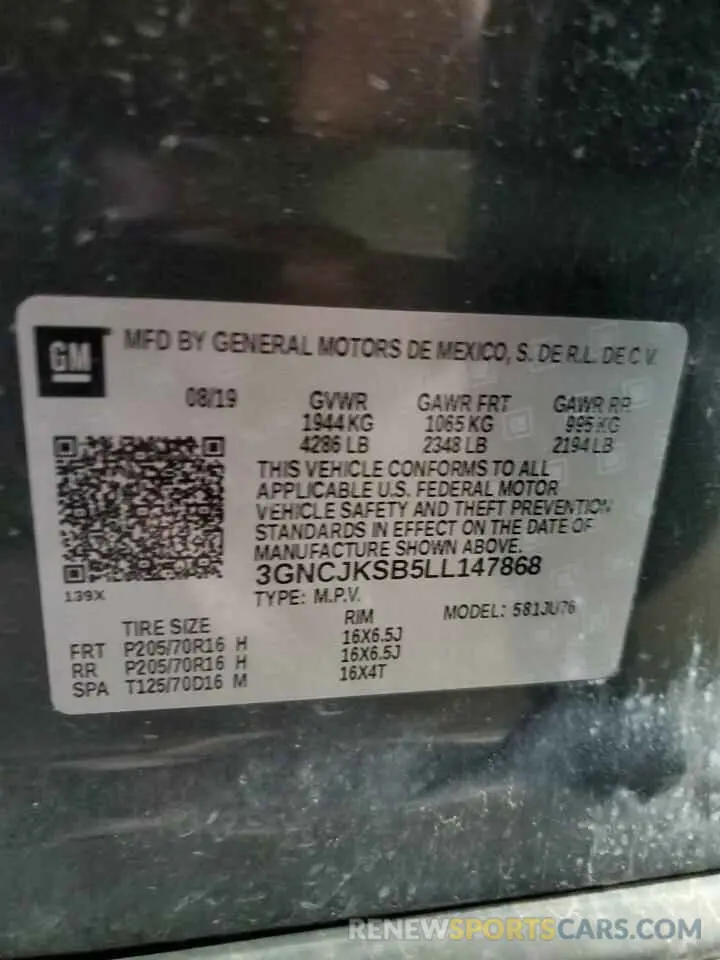 GM
MFD BY GENERAL MOTORS DE MEXICO, S. DE R.L. DE C.V.
08/19 GVWR GAWR FRT GAWR RR
1944 KG 1065 KG 995 KG
4286 LB 2348 LB 2194 LB
THIS VEHICLE CONFORMS TO ALL
APPLICABLE U.S. FEDERAL MOTOR
VEHICLE SAFETY AND THEFT PREVENTION
STANDARDS IN EFFECT ON THE DATE OF
MANUFACTURE SHOWN ABOVE.
3GNCJKSB5LL147868
139X
TYPE: M.P.V. MODEL: 581JU76
TIRE SIZE RIM
FRT P205/70R16 H 16X6.5J
RR P205/70R16 H 16X6.5J
SPA T125/70D16 M 16X4T
RENEWSPORTSCARS.COM